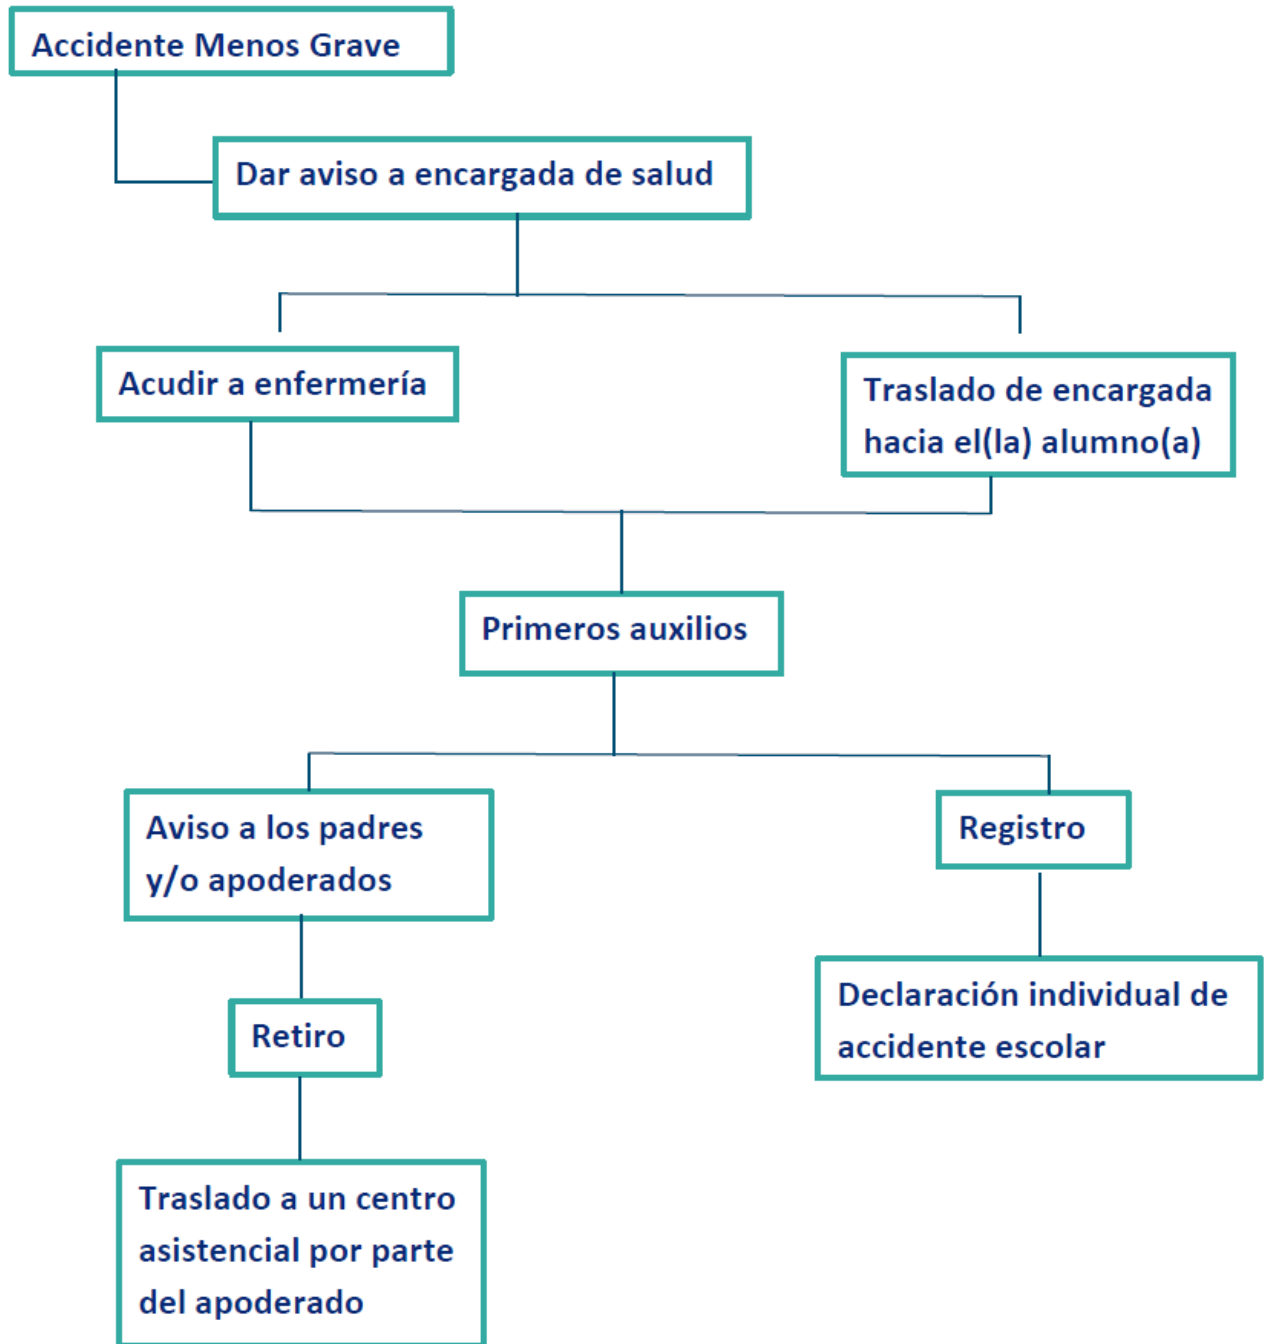 Accidente Menos Grave
Dar aviso a encargada de salud
Acudir a enfermería
Traslado de encargada
hacia el(la) alumno(a)
Primeros auxilios
Aviso a los padres
y/o apoderados
Registro
Retiro
Declaración individual de
accidente escolar
Traslado a un centro
asistencial por parte
del apoderado